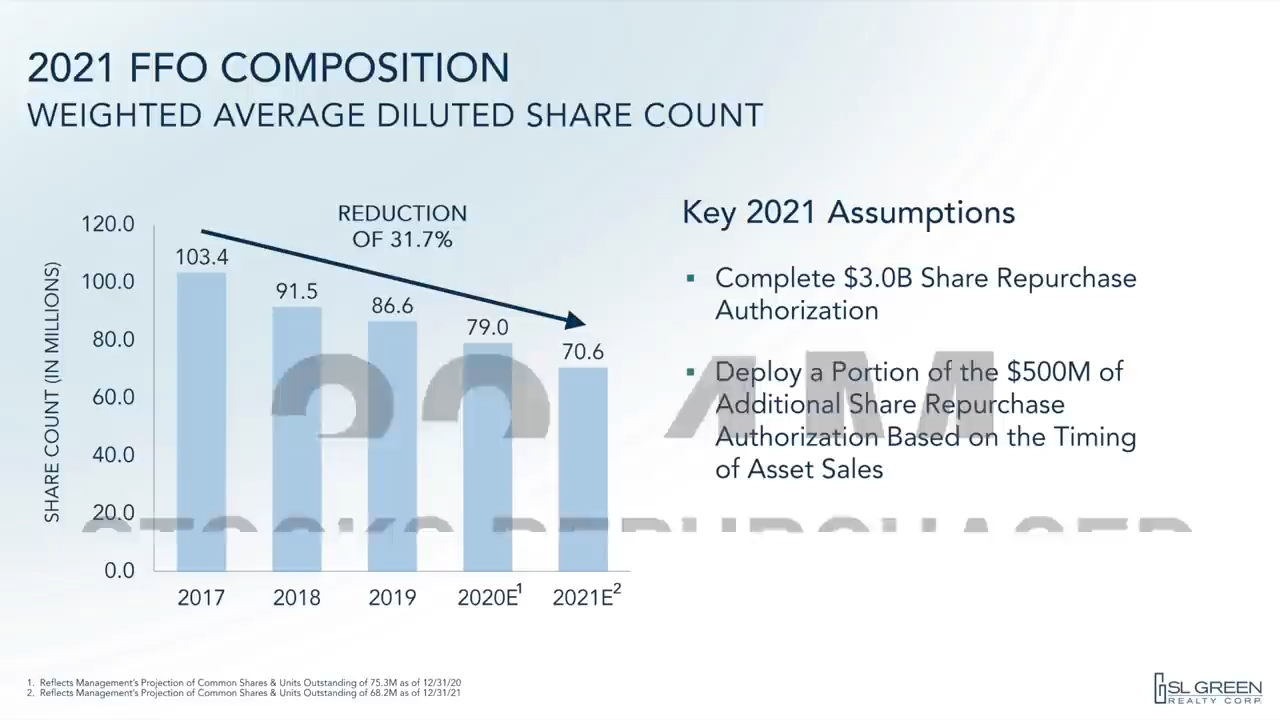 2021 FFO COMPOSITION
WEIGHTED AVERAGE DILUTED SHARE COUNT
REDUCTION
OF 31.7%
SHARE COUNT (IN MILLIONS)
120.0
100.0
80.0
60.0
40.0
20.0
0.0
103.4
91.5
86.6
79.0
70.6
2017
2018
2019
2020E¹
2021E²
Key 2021 Assumptions
▪ Complete $3.0B Share Repurchase
Authorization
▪ Deploy a Portion of the $500M of
Additional Share Repurchase
Authorization Based on the Timing
of Asset Sales
STOCKS REPURCHASED
1. Reflects Management's Projection of Common Shares & Units Outstanding of 75.3M as of 12/31/20
2. Reflects Management's Projection of Common Shares & Units Outstanding of 68.2M as of 12/31/21
SL GREEN
REALTY CORP.